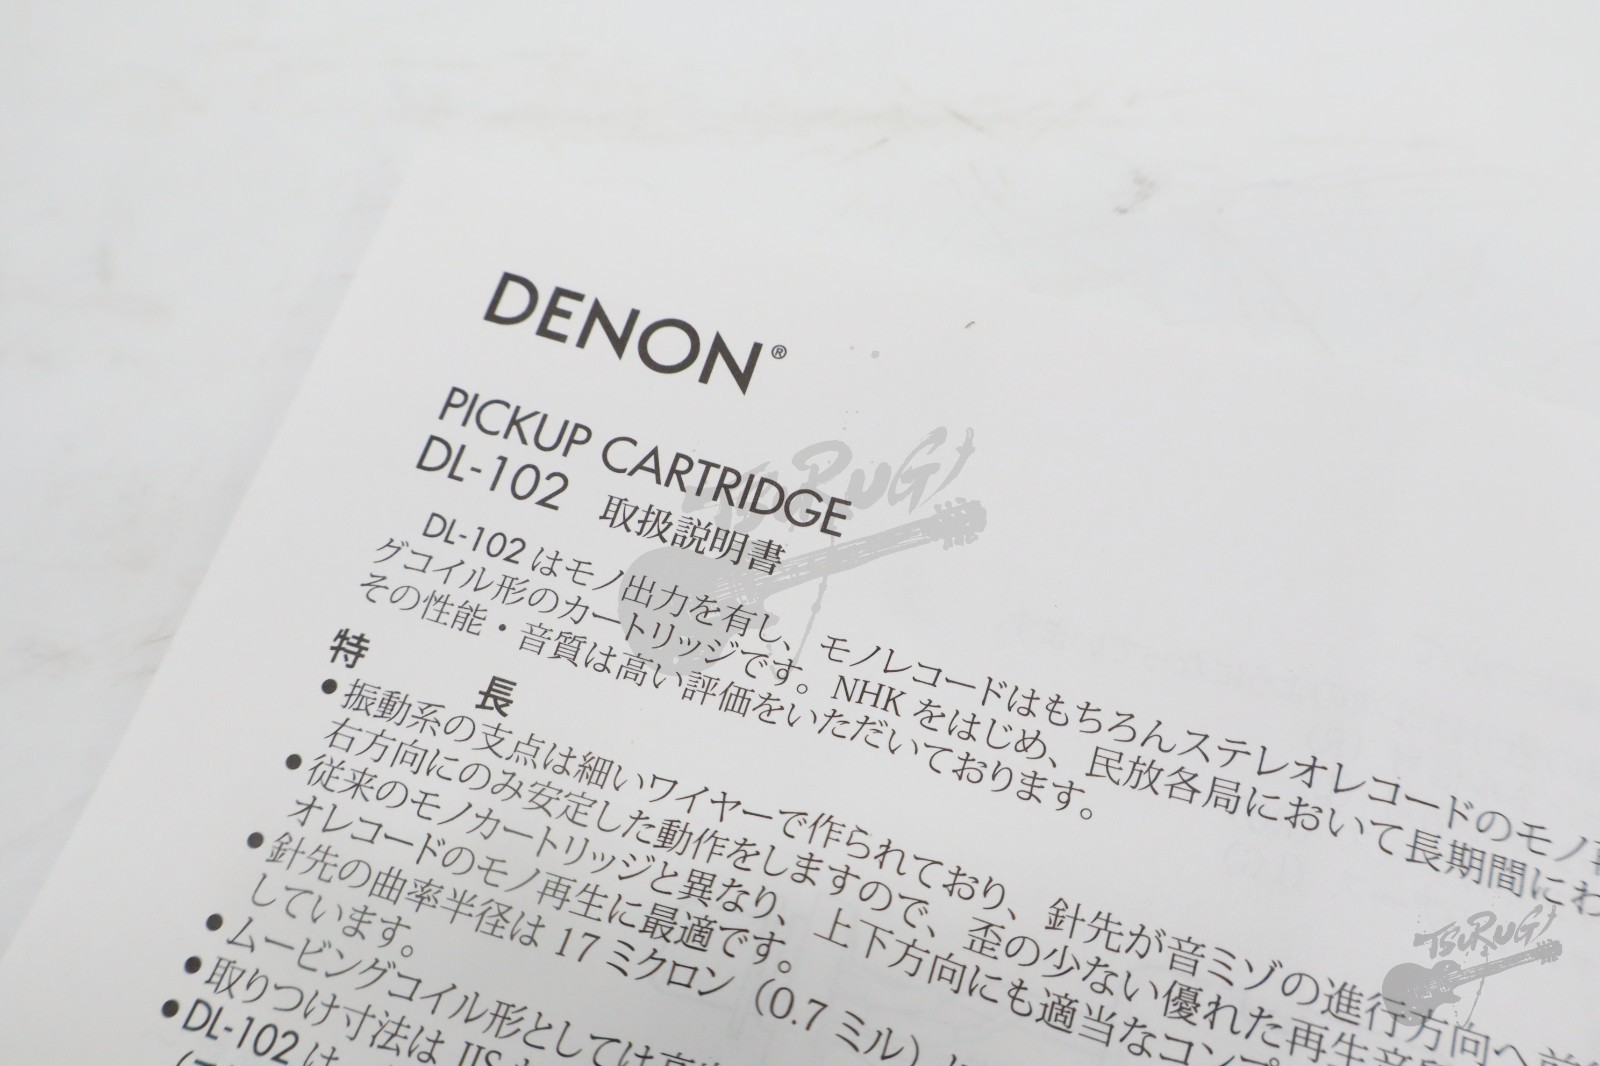 DENON®
PICKUP CARTRIDGE
DL-102 取扱説明書
DL-102 はモノ出力を有し、モノレコードはもちろんステレオレコードのモノ再
グコイル形のカートリッジです。NHK をはじめ、民放各局において長期間にわ
その性能・音質は高い評価をいただいております。
特 長
●振動系の支点は細いワイヤーで作られており、針先が音ミゾの進行方向へ前
右方向にのみ安定した動作をしますので、歪の少ない優れた再生音
●従来のモノカートリッジと異なり、上下方向にも適当なコンプ
オレコードのモノ再生に最適です。
●針先の曲率半径は 17 ミクロン（0.7 ミル）
しています。
●ムービングコイル形としては高
●取りつけ寸法は JIS
●DL-102 は
TSURUGI
TSURUGI